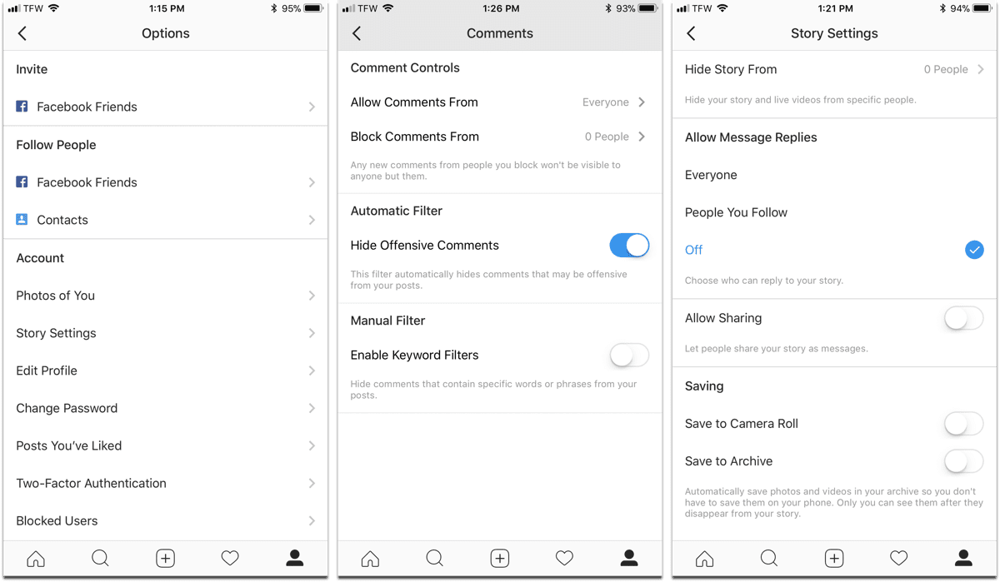 TFW 1:15 PM 95%
Options
Invite
Facebook Friends
Follow People
Facebook Friends
Contacts
Account
Photos of You
Story Settings
Edit Profile
Change Password
Posts You’ve Liked
Two-Factor Authentication
Blocked Users
TFW 1:26 PM 93%
Comments
Comment Controls
Allow Comments From Everyone
Block Comments From 0 People
Any new comments from people you block won't be visible to
anyone but them.
Automatic Filter
Hide Offensive Comments
This filter automatically hides comments that may be offensive
from your posts.
Manual Filter
Enable Keyword Filters
Hide comments that contain specific words or phrases from your
posts.
TFW 1:21 PM 94%
Story Settings
Hide Story From 0 People
Hide your story and live videos from specific people.
Allow Message Replies
Everyone
People You Follow
Off
Choose who can reply to your story.
Allow Sharing
Let people share your story as messages.
Saving
Save to Camera Roll
Save to Archive
Automatically save photos and videos in your archive so you don't
have to save them on your phone. Only you can see them after they
disappear from your story.